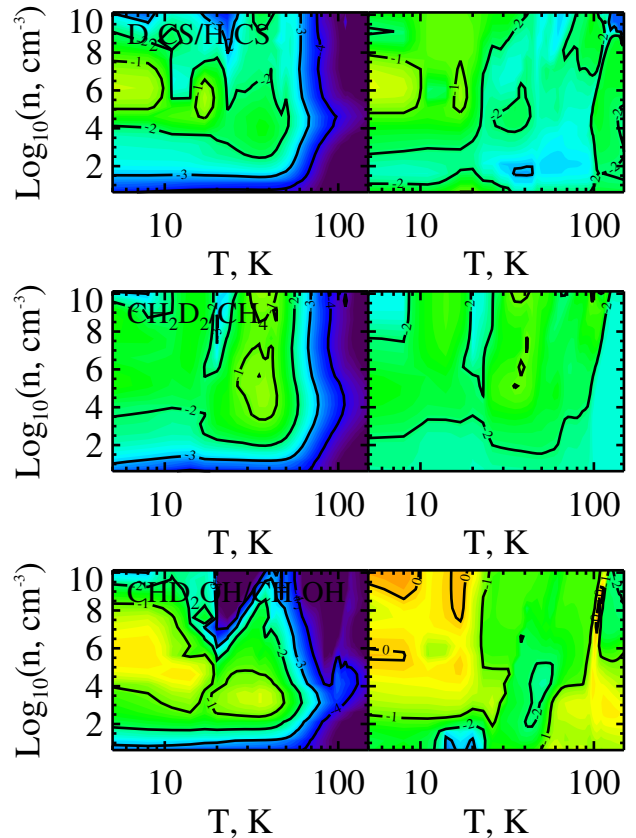 D₂CS/H₂CS
Log₁₀(n, cm⁻³)
10
8
6
4
2
-1
-2
-3
10 100 10 100
T, K T, K
CH₂D₂/CH₄
Log₁₀(n, cm⁻³)
10
8
6
4
2
-1
-2
-3
10 100 10 100
T, K T, K
CHD₂OH/CH₃OH
Log₁₀(n, cm⁻³)
10
8
6
4
2
0
-1
-2
-3
10 100 10 100
T, K T, K